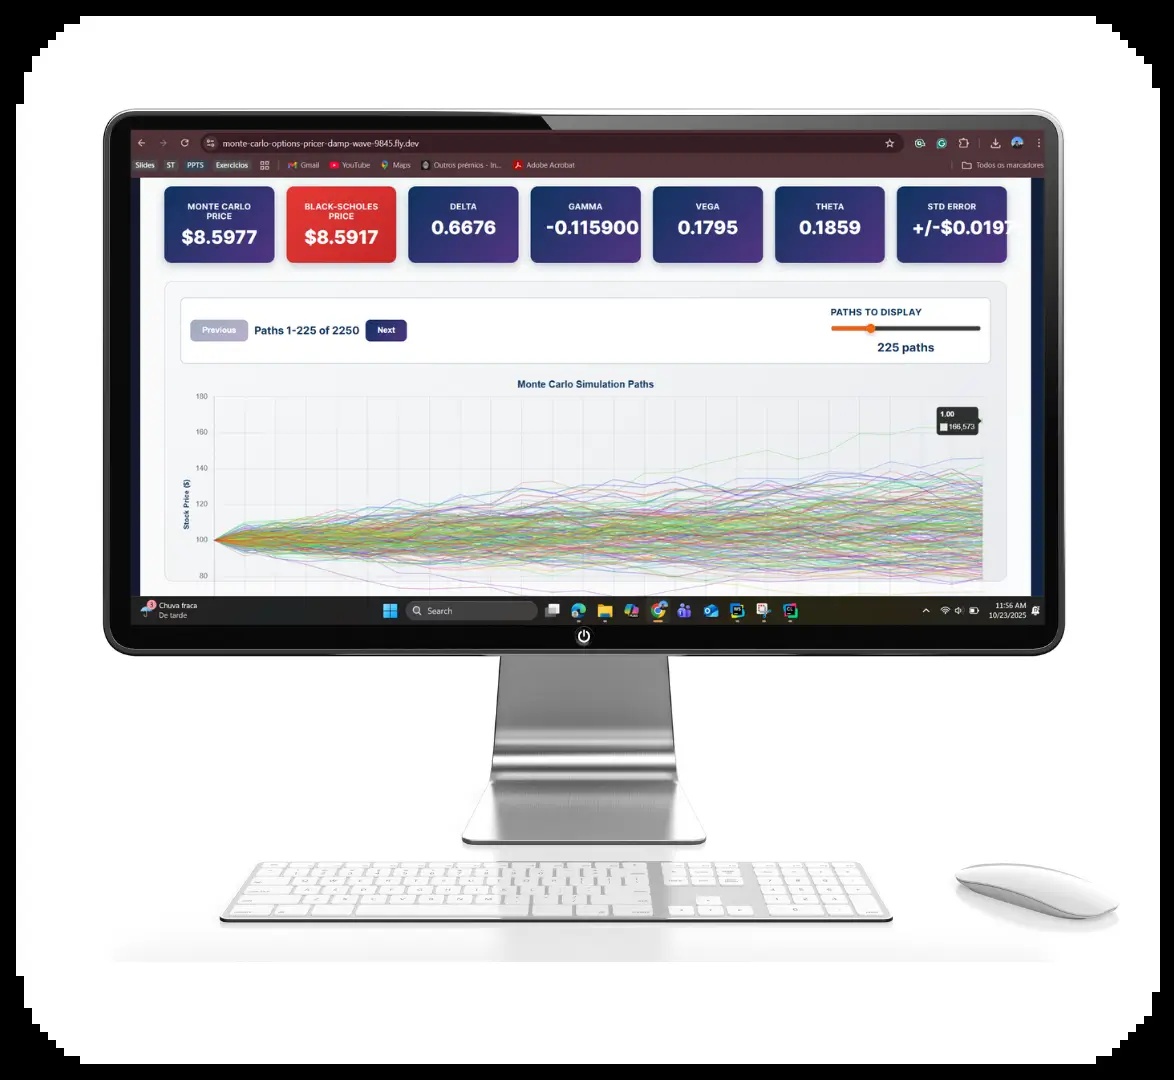 monte-carlo-options-pricer-damp-wave-9845.fly.dev
Slides ST PPTS Exercícios Gmail YouTube Maps Outros prémios - In... Adobe Acrobat Todos os marcadores
MONTE CARLO
PRICE
$8.5977
BLACK-SCHOLES
PRICE
$8.5917
DELTA
0.6676
GAMMA
-0.115900
VEGA
0.1795
THETA
0.1859
STD ERROR
+/-$0.0197
Previous Paths 1-225 of 2250 Next
PATHS TO DISPLAY
225 paths
Monte Carlo Simulation Paths
180
160
140
120
100
80
Stock Price ($)
1.00
166,573
3
Chuva fraca
De tarde
Search
11:56 AM
10/23/2025